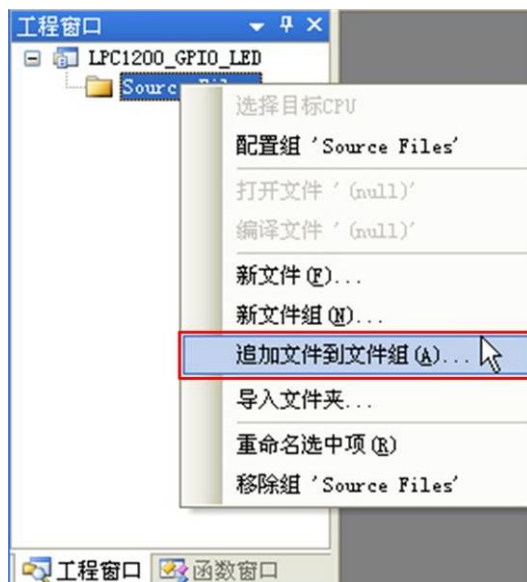 工程窗口
LPC1200_GPIO_LED
Source Files
选择目标CPU
配置组 'Source Files'
打开文件 '(null)'
编译文件 '(null)'
新文件(F)...
新文件组(N)...
追加文件到文件组(A)...
导入文件夹...
重命名选中项(R)
移除组 'Source Files'
工程窗口 函数窗口